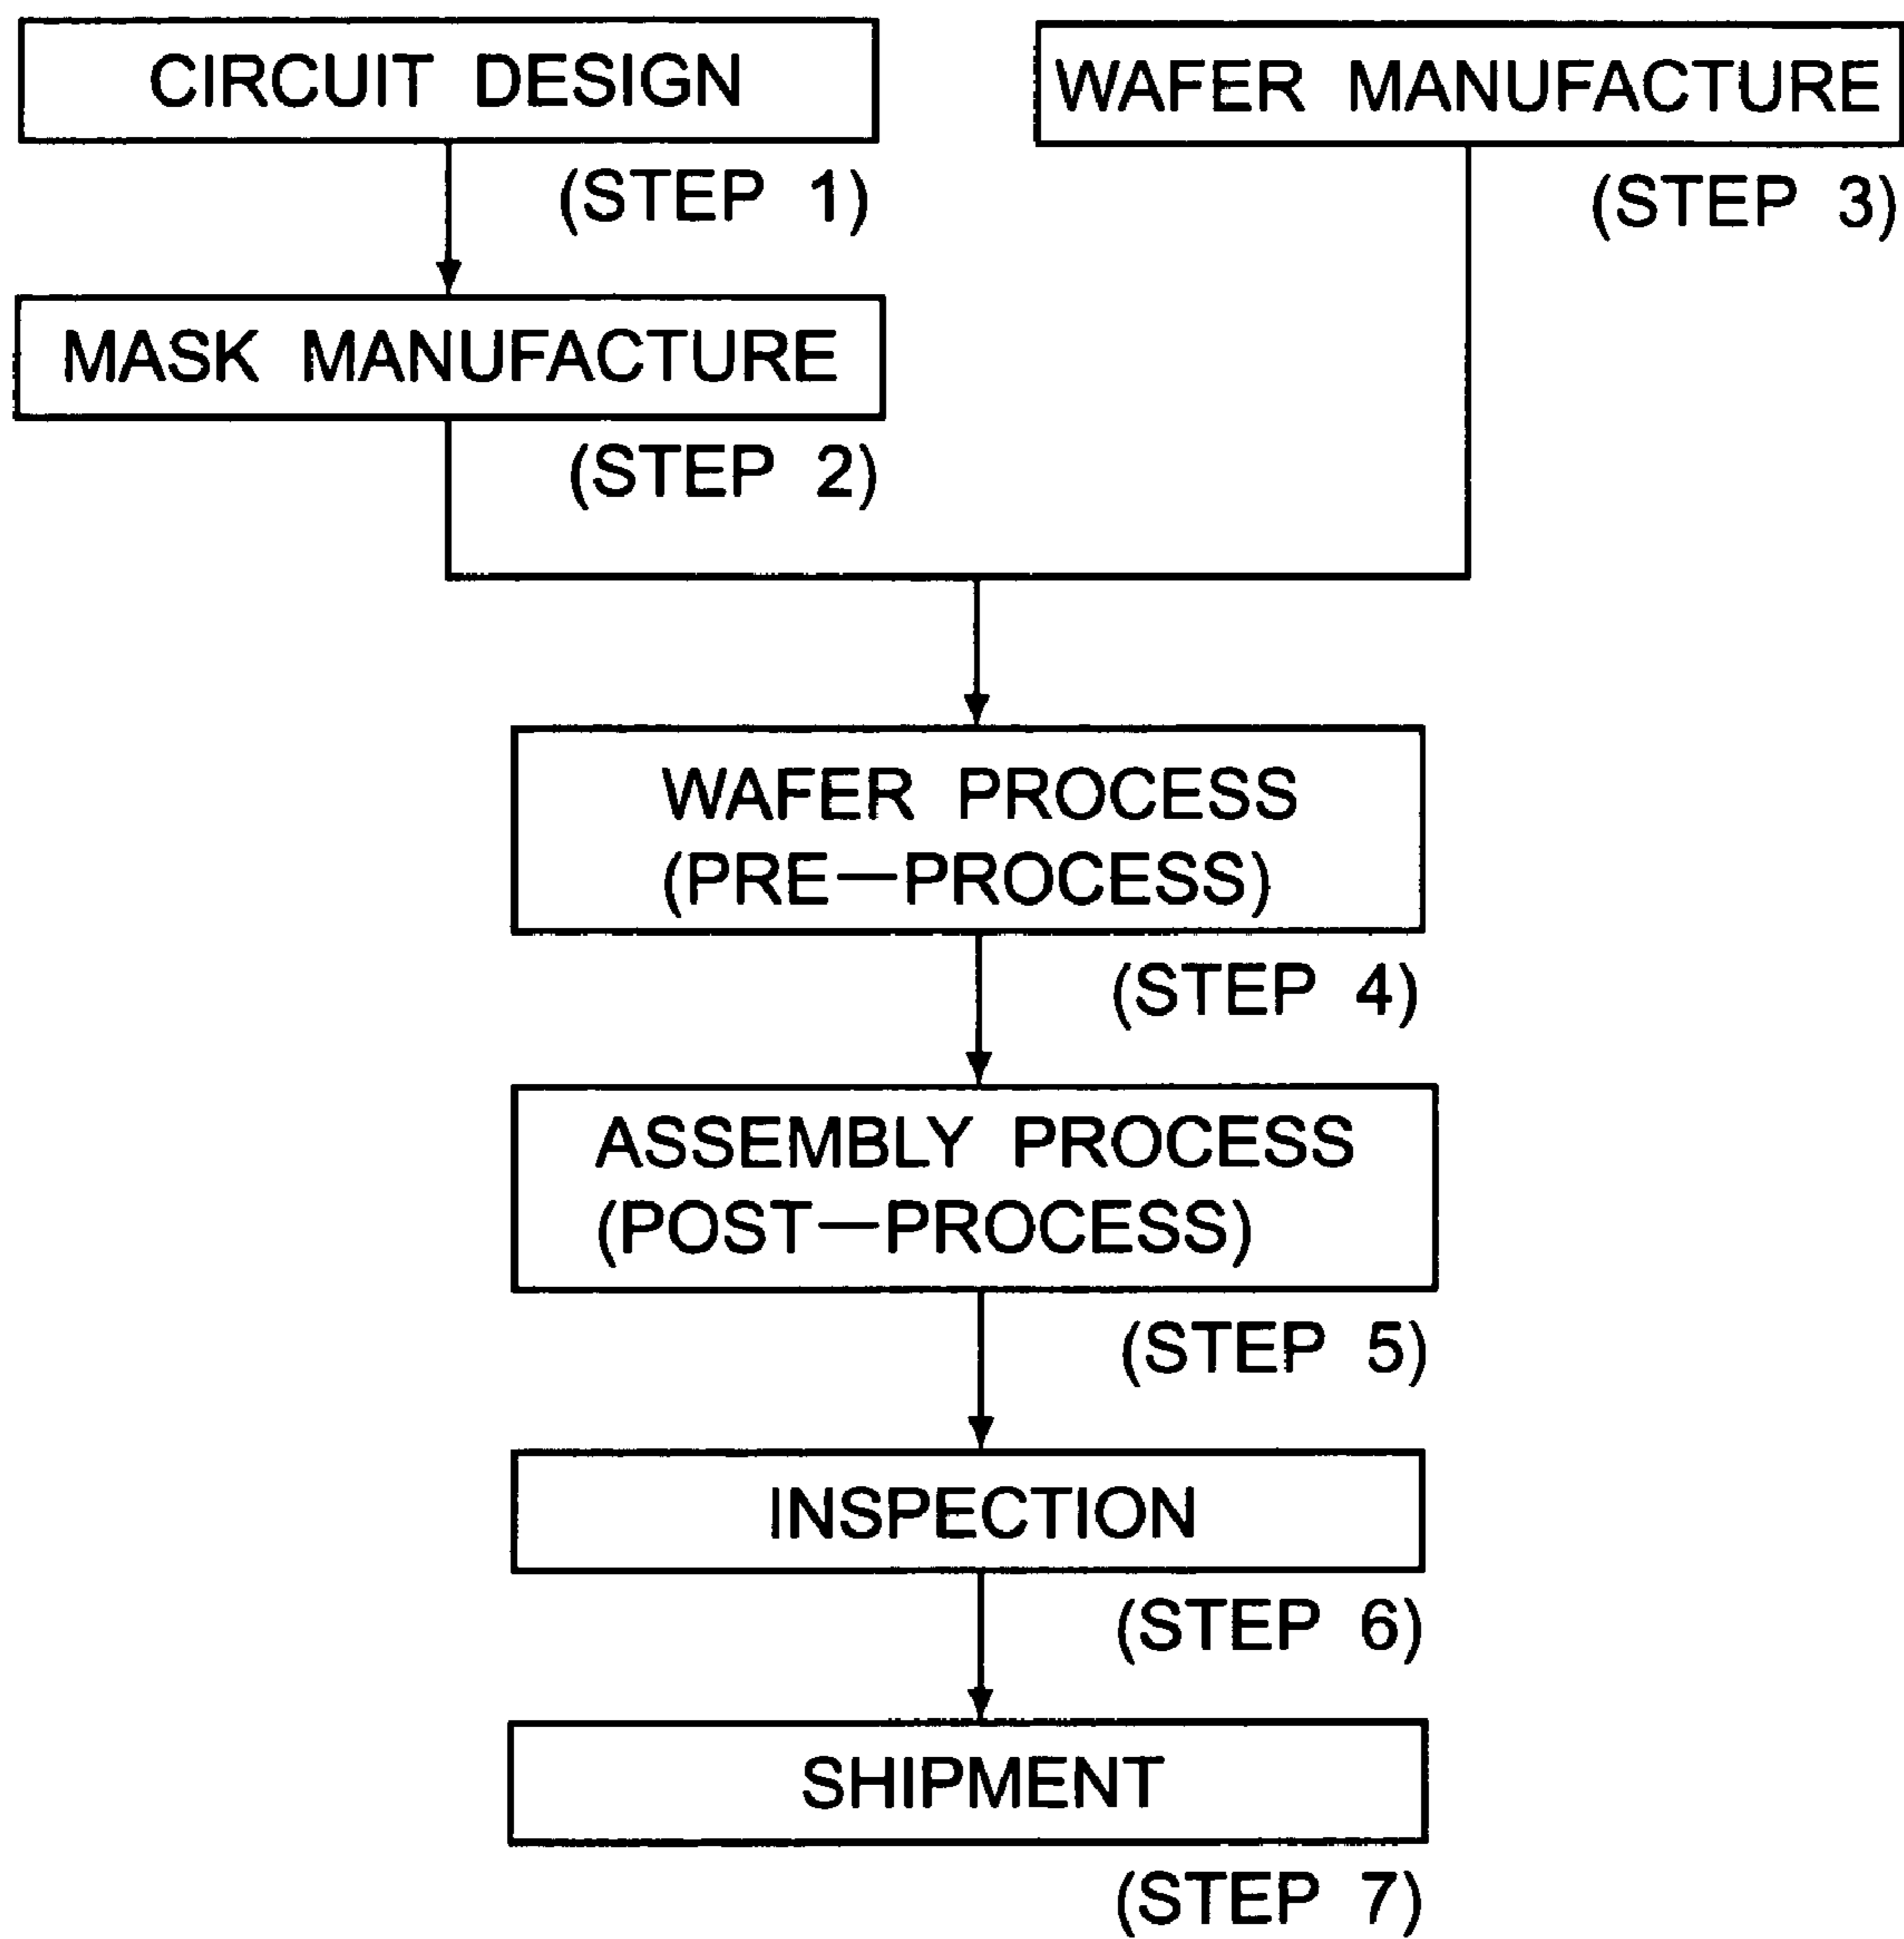 CIRCUIT DESIGN
(STEP 1)
MASK MANUFACTURE
(STEP 2)
WAFER MANUFACTURE
(STEP 3)
WAFER PROCESS
(PRE—PROCESS)
(STEP 4)
ASSEMBLY PROCESS
(POST—PROCESS)
(STEP 5)
INSPECTION
(STEP 6)
SHIPMENT
(STEP 7)